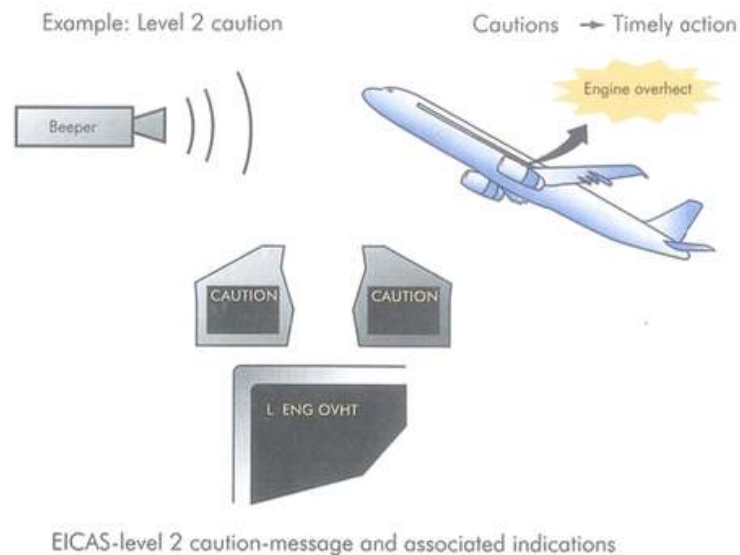 Example: Level 2 caution
Cautions → Timely action
Engine overhect
Beeper
CAUTION
CAUTION
L ENG OVHT
EICAS-level 2 caution-message and associated indications